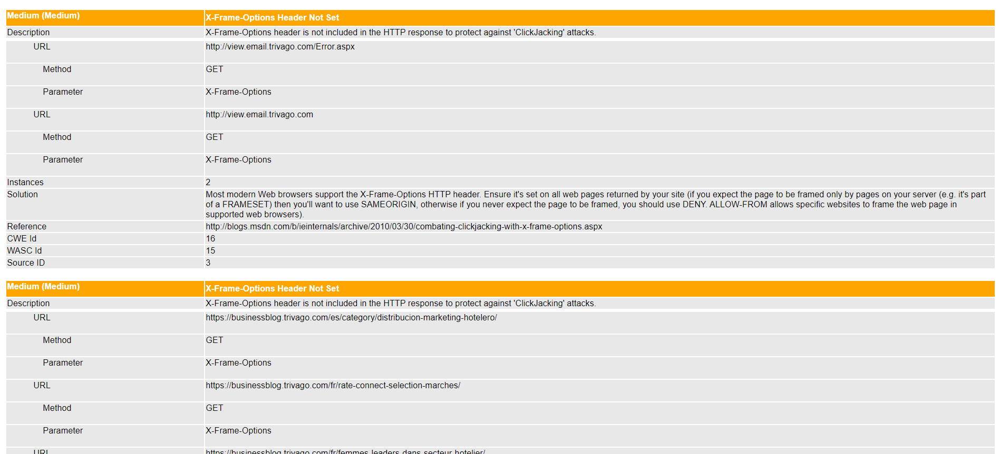 Medium (Medium) X-Frame-Options Header Not Set
Description X-Frame-Options header is not included in the HTTP response to protect against 'ClickJacking' attacks.
URL http://view.email.trivago.com/Error.aspx
Method GET
Parameter X-Frame-Options
URL http://view.email.trivago.com
Method GET
Parameter X-Frame-Options
Instances 2
Solution Most modern Web browsers support the X-Frame-Options HTTP header. Ensure it's set on all web pages returned by your site (if you expect the page to be framed only by pages on your server (e.g. it's part
of a FRAMESET) then you'll want to use SAMEORIGIN, otherwise if you never expect the page to be framed, you should use DENY. ALLOW-FROM allows specific websites to frame the web page in
supported web browsers).
Reference http://blogs.msdn.com/b/ieinternals/archive/2010/03/30/combating-clickjacking-with-x-frame-options.aspx
CWE Id 16
WASC Id 15
Source ID 3
Medium (Medium) X-Frame-Options Header Not Set
Description X-Frame-Options header is not included in the HTTP response to protect against 'ClickJacking' attacks.
URL https://businessblog.trivago.com/es/category/distribucion-marketing-hotelero/
Method GET
Parameter X-Frame-Options
URL https://businessblog.trivago.com/fr/rate-connect-selection-marches/
Method GET
Parameter X-Frame-Options
URL https://businessblog.trivago.com/fr/femmes-leaders-dans-secteur-hotelier/